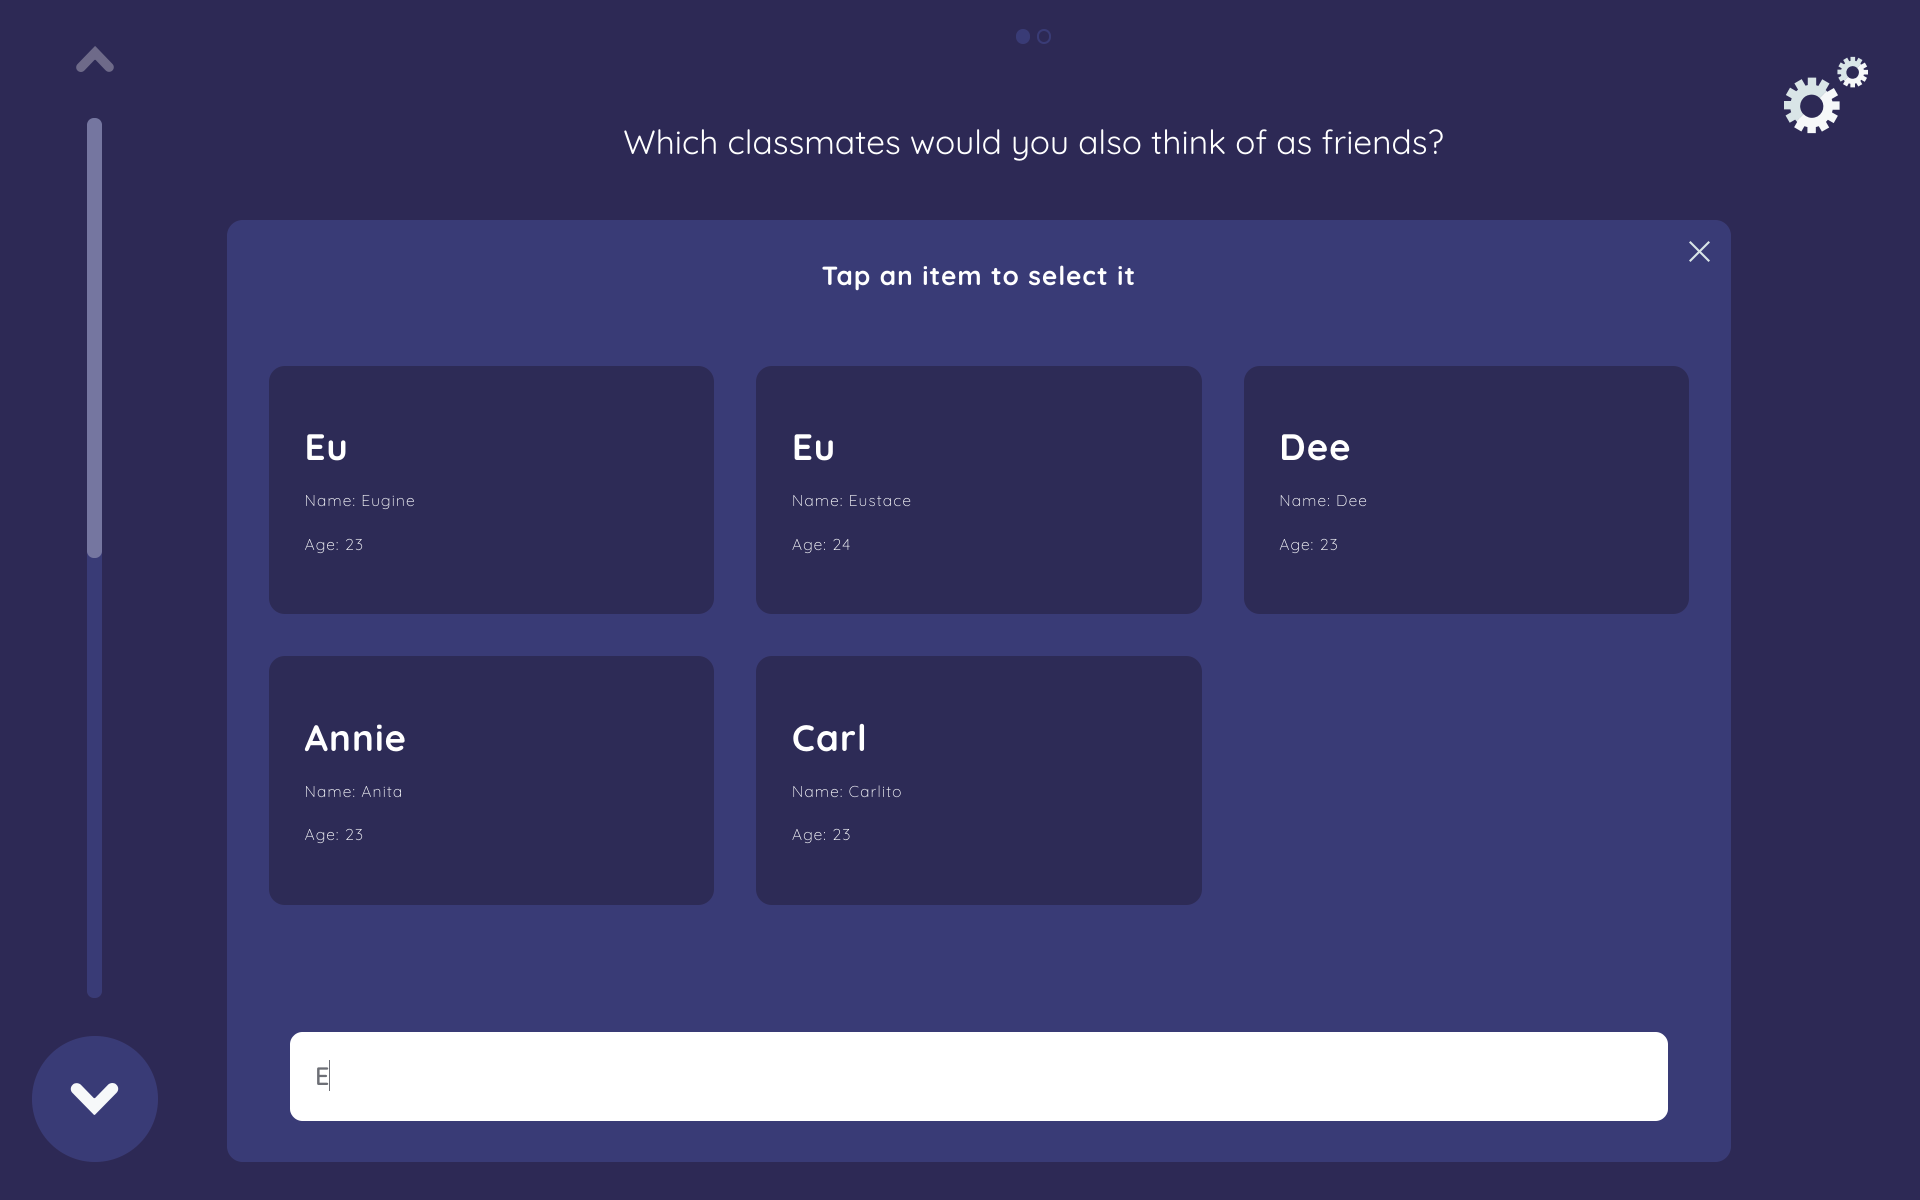 Which classmates would you also think of as friends?
Tap an item to select it
Eu
Name: Eugine
Age: 23
Eu
Name: Eustace
Age: 24
Dee
Name: Dee
Age: 23
Annie
Name: Anita
Age: 23
Carl
Name: Carlito
Age: 23
E